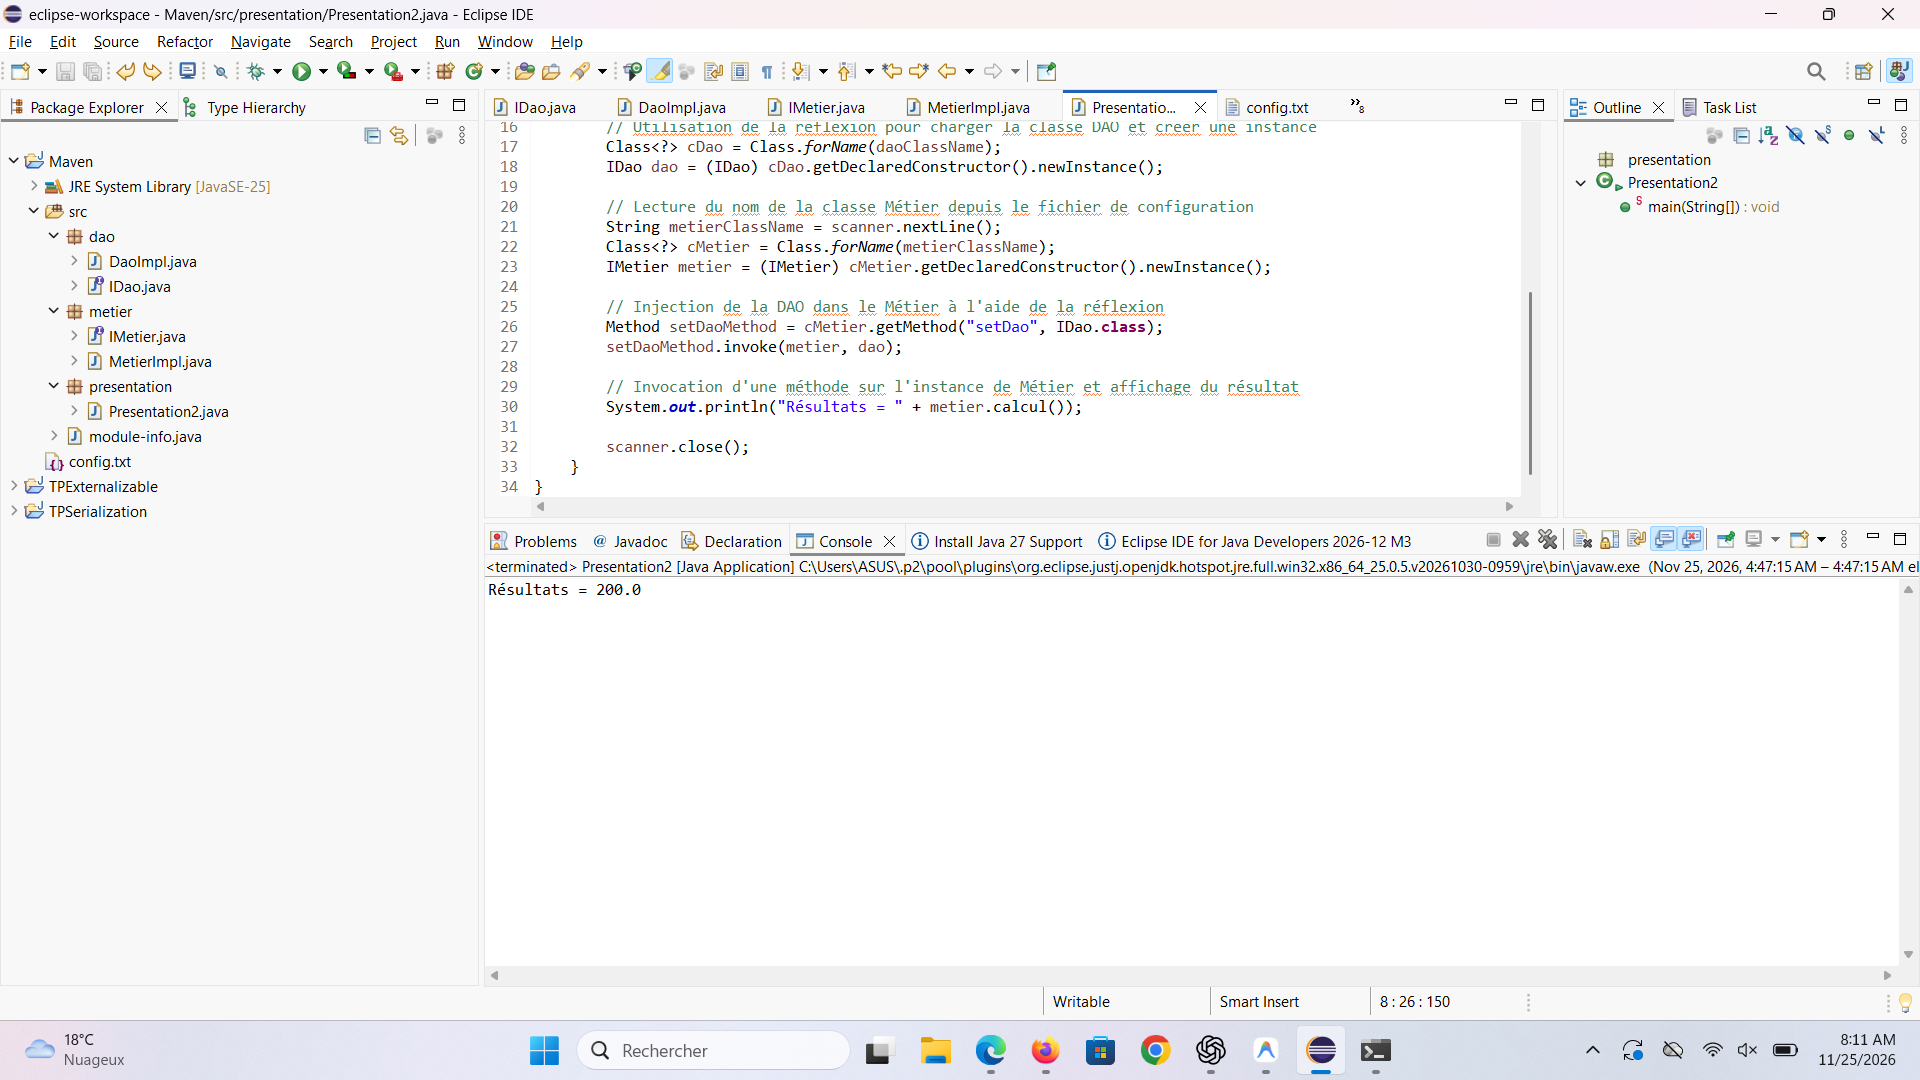 eclipse-workspace - Maven/src/presentation/Presentation2.java - Eclipse IDE
File Edit Source Refactor Navigate Search Project Run Window Help
Package Explorer
Type Hierarchy
Maven
JRE System Library [JavaSE-25]
src
dao
DaoImpl.java
IDao.java
metier
IMetier.java
MetierImpl.java
presentation
Presentation2.java
module-info.java
config.txt
TPExternalizable
TPSerialization
IDao.java DaoImpl.java IMetier.java MetierImpl.java Presentatio... config.txt »8
16 // Utilisation de la réflexion pour charger la classe DAO et créer une instance
17 Class<?> cDao = Class.forName(daoClassName);
18 IDao dao = (IDao) cDao.getDeclaredConstructor().newInstance();
19
20 // Lecture du nom de la classe Métier depuis le fichier de configuration
21 String metierClassName = scanner.nextLine();
22 Class<?> cMetier = Class.forName(metierClassName);
23 IMetier metier = (IMetier) cMetier.getDeclaredConstructor().newInstance();
24
25 // Injection de la DAO dans le Métier à l'aide de la réflexion
26 Method setDaoMethod = cMetier.getMethod("setDao", IDao.class);
27 setDaoMethod.invoke(metier, dao);
28
29 // Invocation d'une méthode sur l'instance de Métier et affichage du résultat
30 System.out.println("Résultats = " + metier.calcul());
31
32 scanner.close();
33 }
34 }
Outline
Task List
presentation
Presentation2
main(String[]) : void
Problems @ Javadoc Declaration Console Install Java 27 Support Eclipse IDE for Java Developers 2026-12 M3
<terminated> Presentation2 [Java Application] C:\Users\ASUS\.p2\pool\plugins\org.eclipse.justj.openjdk.hotspot.jre.full.win32.x86_64_25.0.5.v20261030-0959\jre\bin\javaw.exe (Nov 25, 2026, 4:47:15 AM – 4:47:15 AM el
Résultats = 200.0
Writable
Smart Insert
8 : 26 : 150
18°C
Nuageux
Rechercher
8:11 AM
11/25/2026